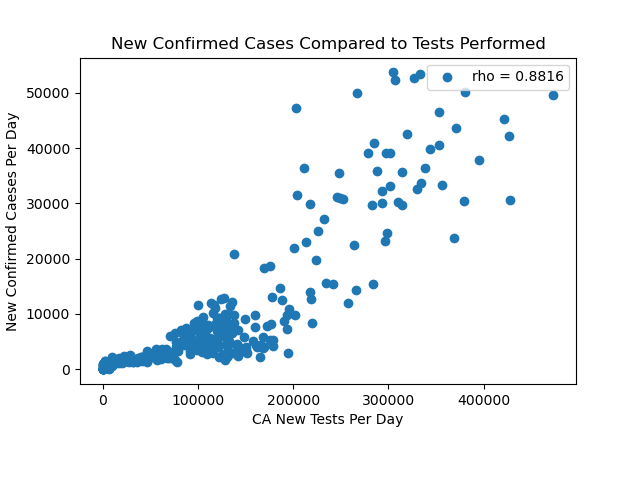 New Confirmed Cases Compared to Tests Performed
rho = 0.8816
New Confirmed Caeses Per Day
50000
40000
30000
20000
10000
0
0 100000 200000 300000 400000
CA New Tests Per Day